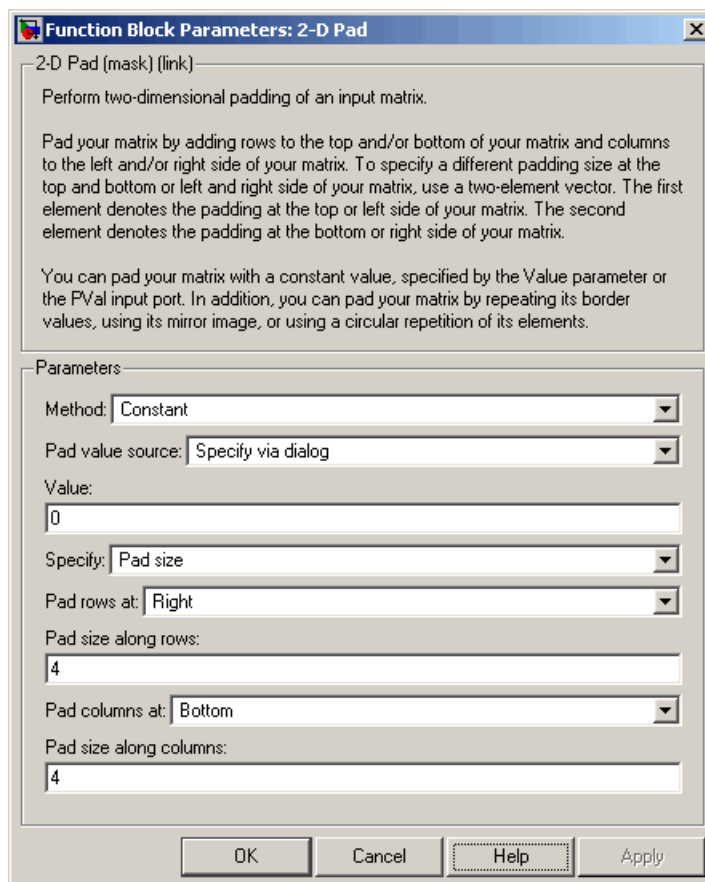 Function Block Parameters: 2-D Pad
2-D Pad (mask) (link)
Perform two-dimensional padding of an input matrix.
Pad your matrix by adding rows to the top and/or bottom of your matrix and columns
to the left and/or right side of your matrix. To specify a different padding size at the
top and bottom or left and right side of your matrix, use a two-element vector. The first
element denotes the padding at the top or left side of your matrix. The second
element denotes the padding at the bottom or right side of your matrix.
You can pad your matrix with a constant value, specified by the Value parameter or
the PVal input port. In addition, you can pad your matrix by repeating its border
values, using its mirror image, or using a circular repetition of its elements.
Parameters
Method: Constant
Pad value source: Specify via dialog
Value:
0
Specify: Pad size
Pad rows at: Right
Pad size along rows:
4
Pad columns at: Bottom
Pad size along columns:
4
OK Cancel Help Apply